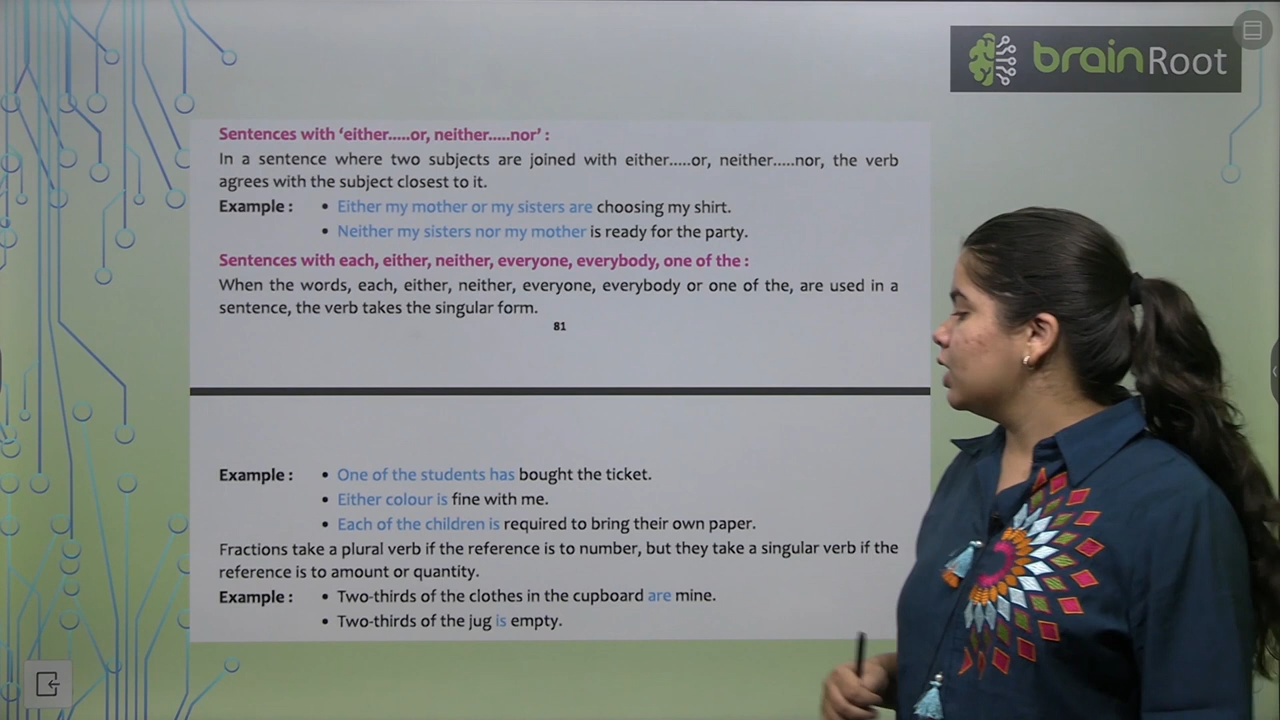 brainRoot
Sentences with ‘either.....or, neither.....nor’ :
In a sentence where two subjects are joined with either.....or, neither.....nor, the verb
agrees with the subject closest to it.
Example : • Either my mother or my sisters are choosing my shirt.
• Neither my sisters nor my mother is ready for the party.
Sentences with each, either, neither, everyone, everybody, one of the :
When the words, each, either, neither, everyone, everybody or one of the, are used in a
sentence, the verb takes the singular form.
81
Example : • One of the students has bought the ticket.
• Either colour is fine with me.
• Each of the children is required to bring their own paper.
Fractions take a plural verb if the reference is to number, but they take a singular verb if the
reference is to amount or quantity.
Example : • Two-thirds of the clothes in the cupboard are mine.
• Two-thirds of the jug is empty.